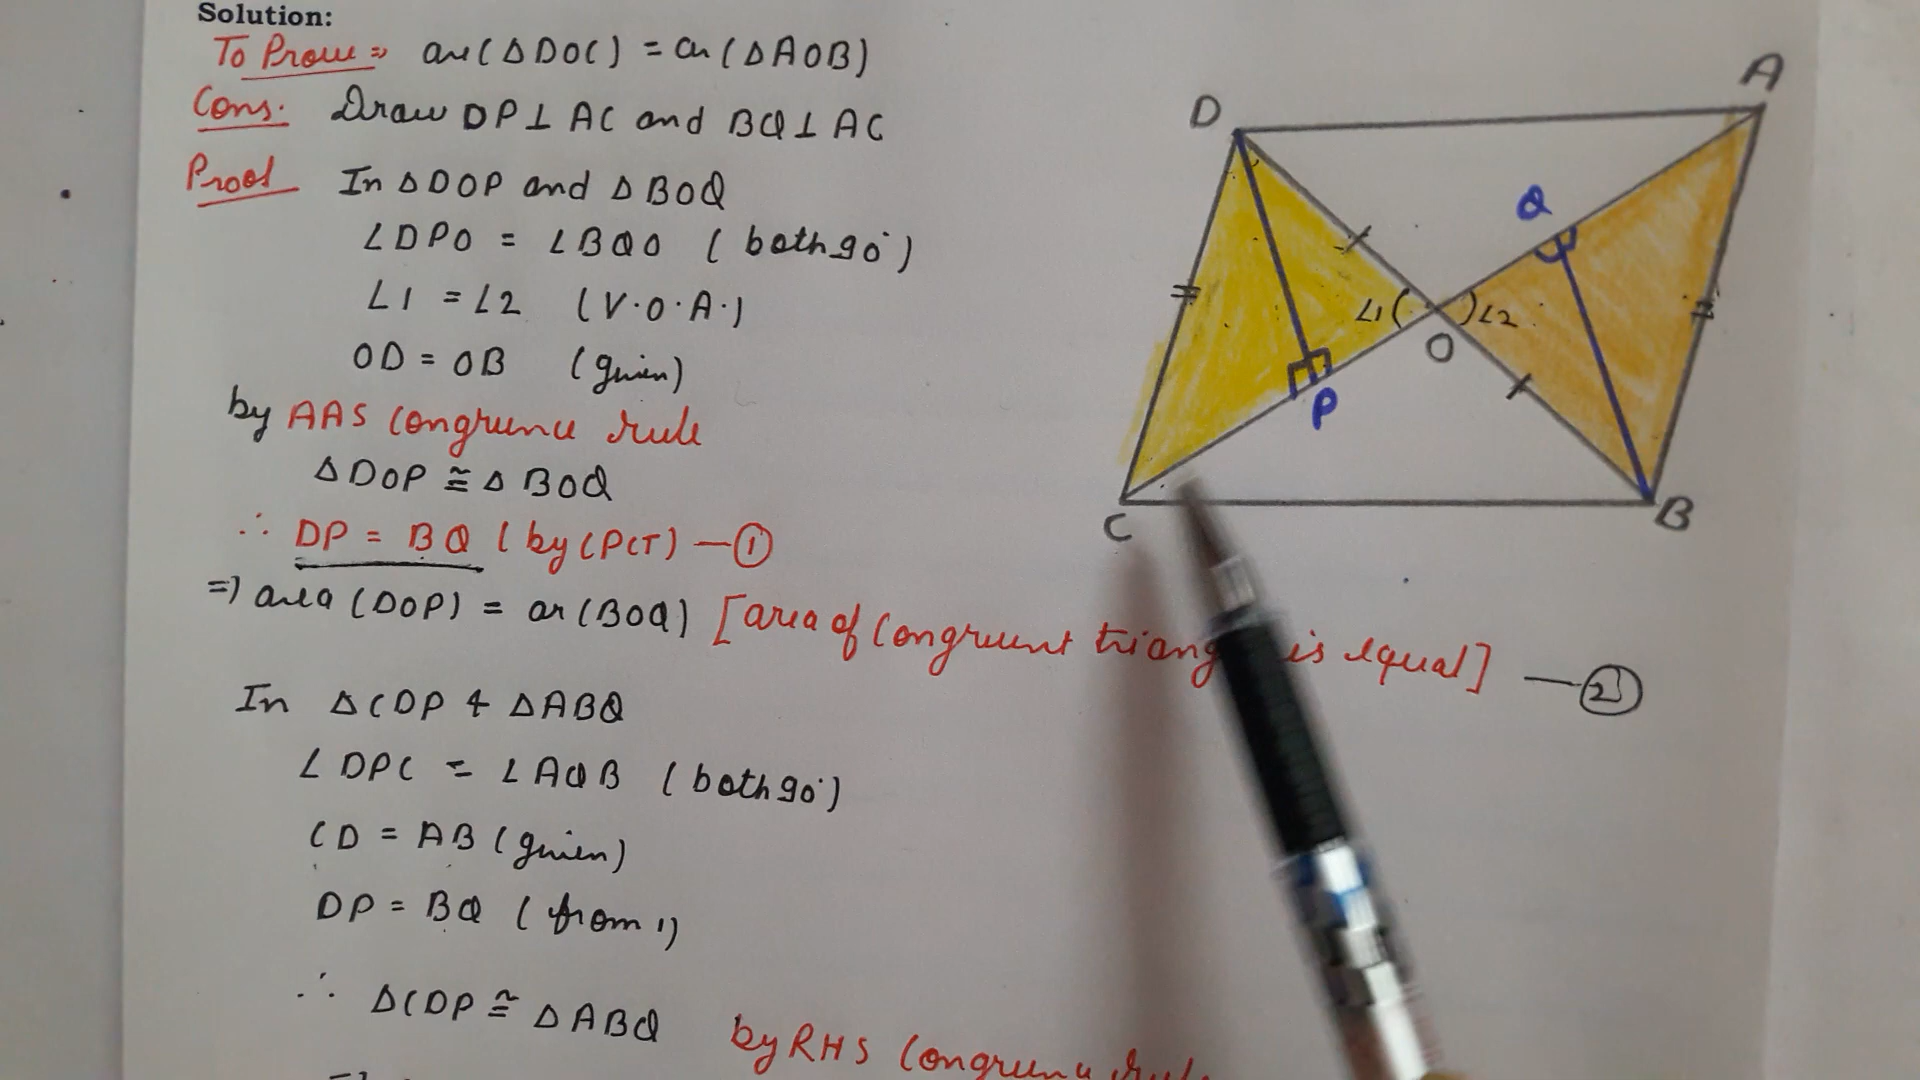 Solution:
To Prove ⇒ ar(ΔDOC) = ar(ΔAOB)
Cons. Draw DP⊥AC and BQ⊥AC
Proof In ΔDOP and ΔBOQ
∠DPO = ∠BQO (both 90°)
∠1 = ∠2 (V.O.A.)
OD = OB (given)
by AAS Congruence rule
ΔDOP ≅ ΔBOQ
∴ DP = BQ (by CPCT) —①
⇒ area (DOP) = ar (BOQ) [area of Congruent triang is equal] —②
In ΔCDP & ΔABQ
∠DPC = ∠AQB (both 90°)
CD = AB (given)
DP = BQ (from 1)
∴ ΔCDP ≅ ΔABQ by RHS Congruence rule
D
A
Q
∠1
∠2
O
P
C
B